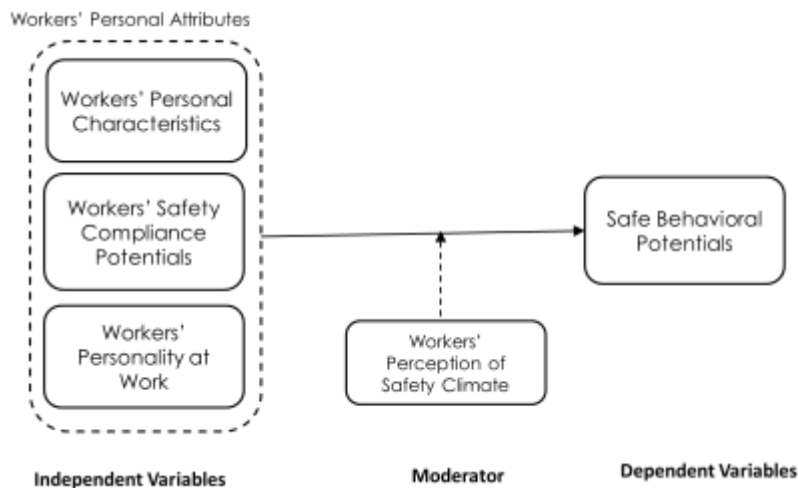 Workers' Personal Attributes
Workers' Personal
Characteristics
Workers' Safety
Compliance
Potentials
Workers'
Personality at
Work
Workers'
Perception of
Safety Climate
Safe Behavioral
Potentials
Independent Variables
Moderator
Dependent Variables